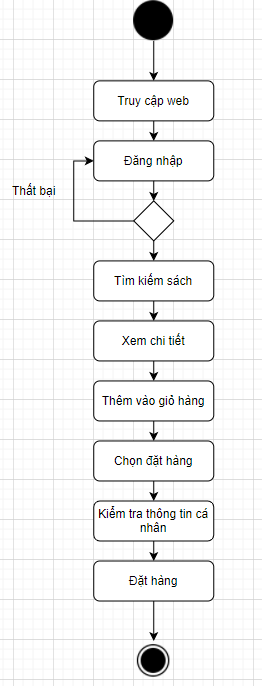 Truy cập web
Đăng nhập
Thất bại
Tìm kiếm sách
Xem chi tiết
Thêm vào giỏ hàng
Chọn đặt hàng
Kiểm tra thông tin cá
nhân
Đặt hàng